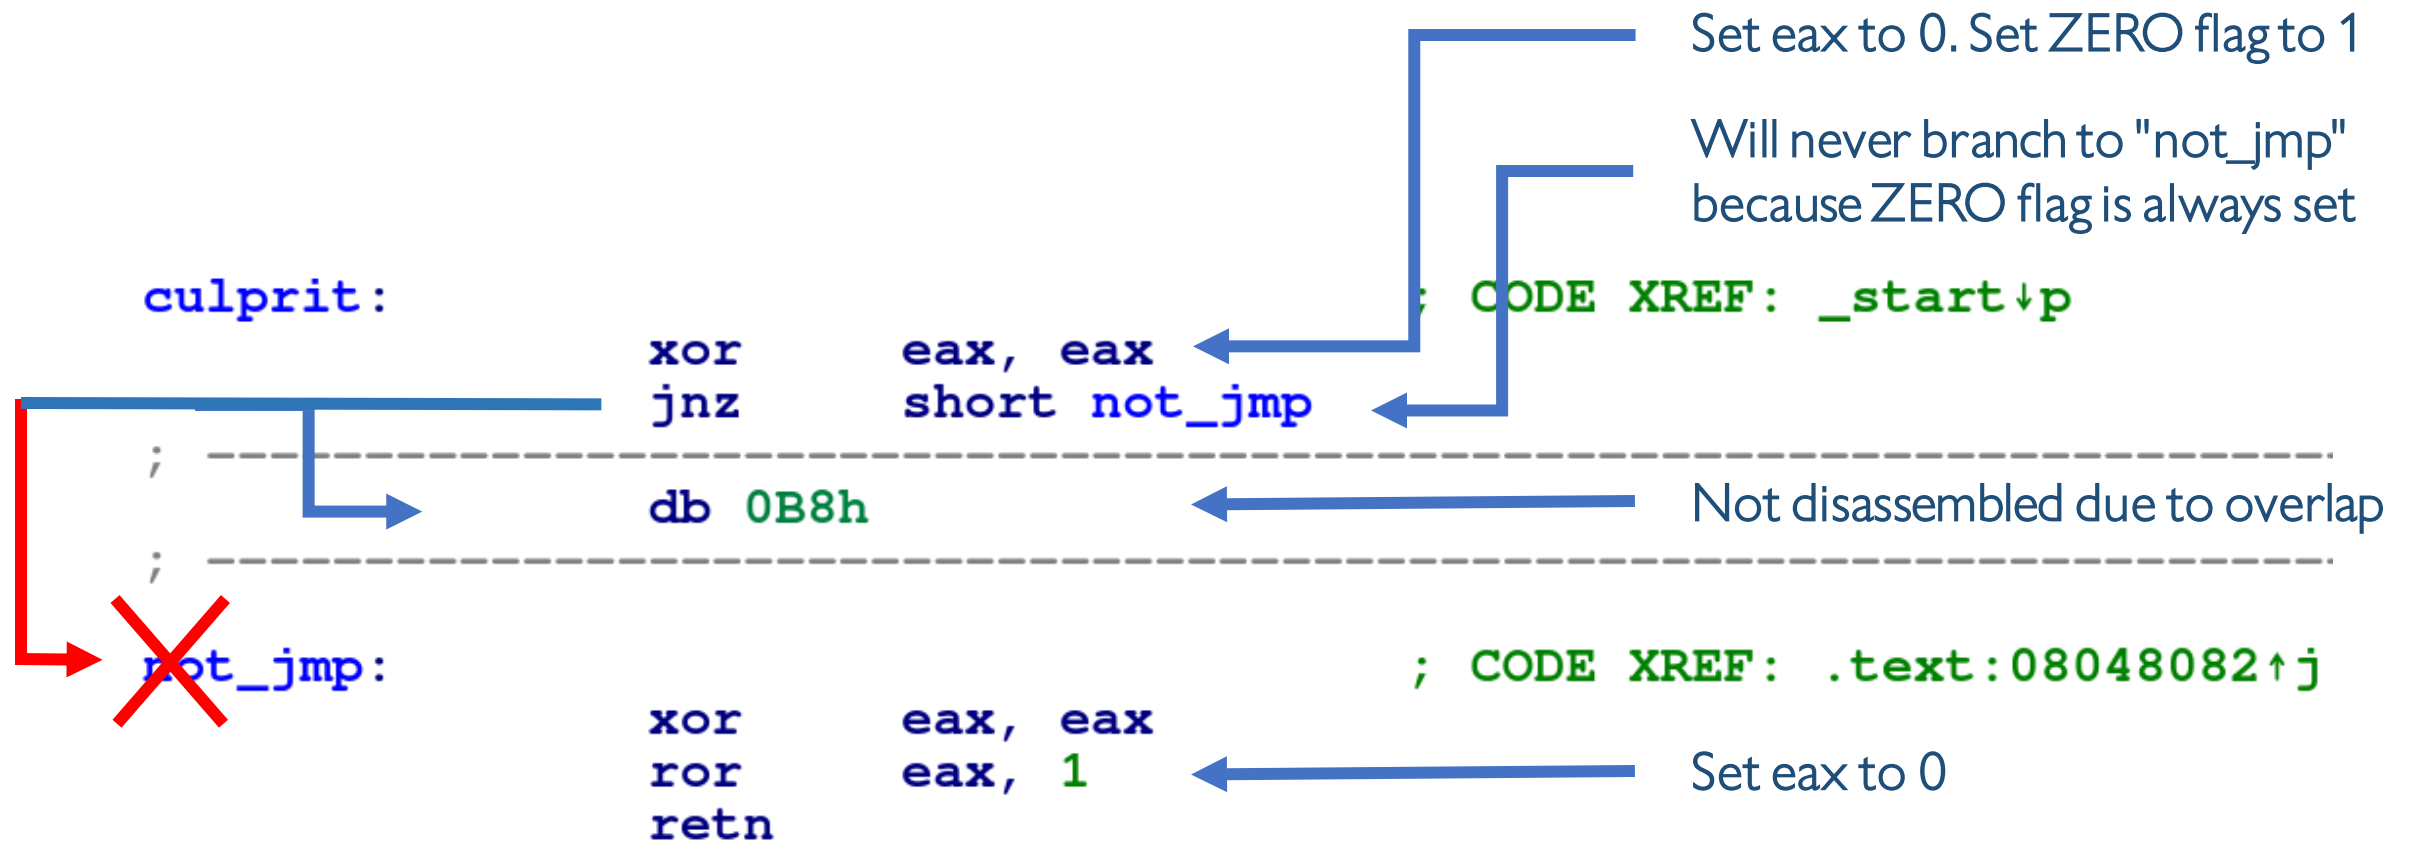 Set eax to 0. Set ZERO flag to 1
Will never branch to "not_jmp"
because ZERO flag is always set
culprit: ; CODE XREF: _start↓p
xor eax, eax
jnz short not_jmp
; ---------------------------------------------------------------------------
db 0B8h
Not disassembled due to overlap
; ---------------------------------------------------------------------------
not_jmp: ; CODE XREF: .text:08048082↑j
xor eax, eax
ror eax, 1
Set eax to 0
retn